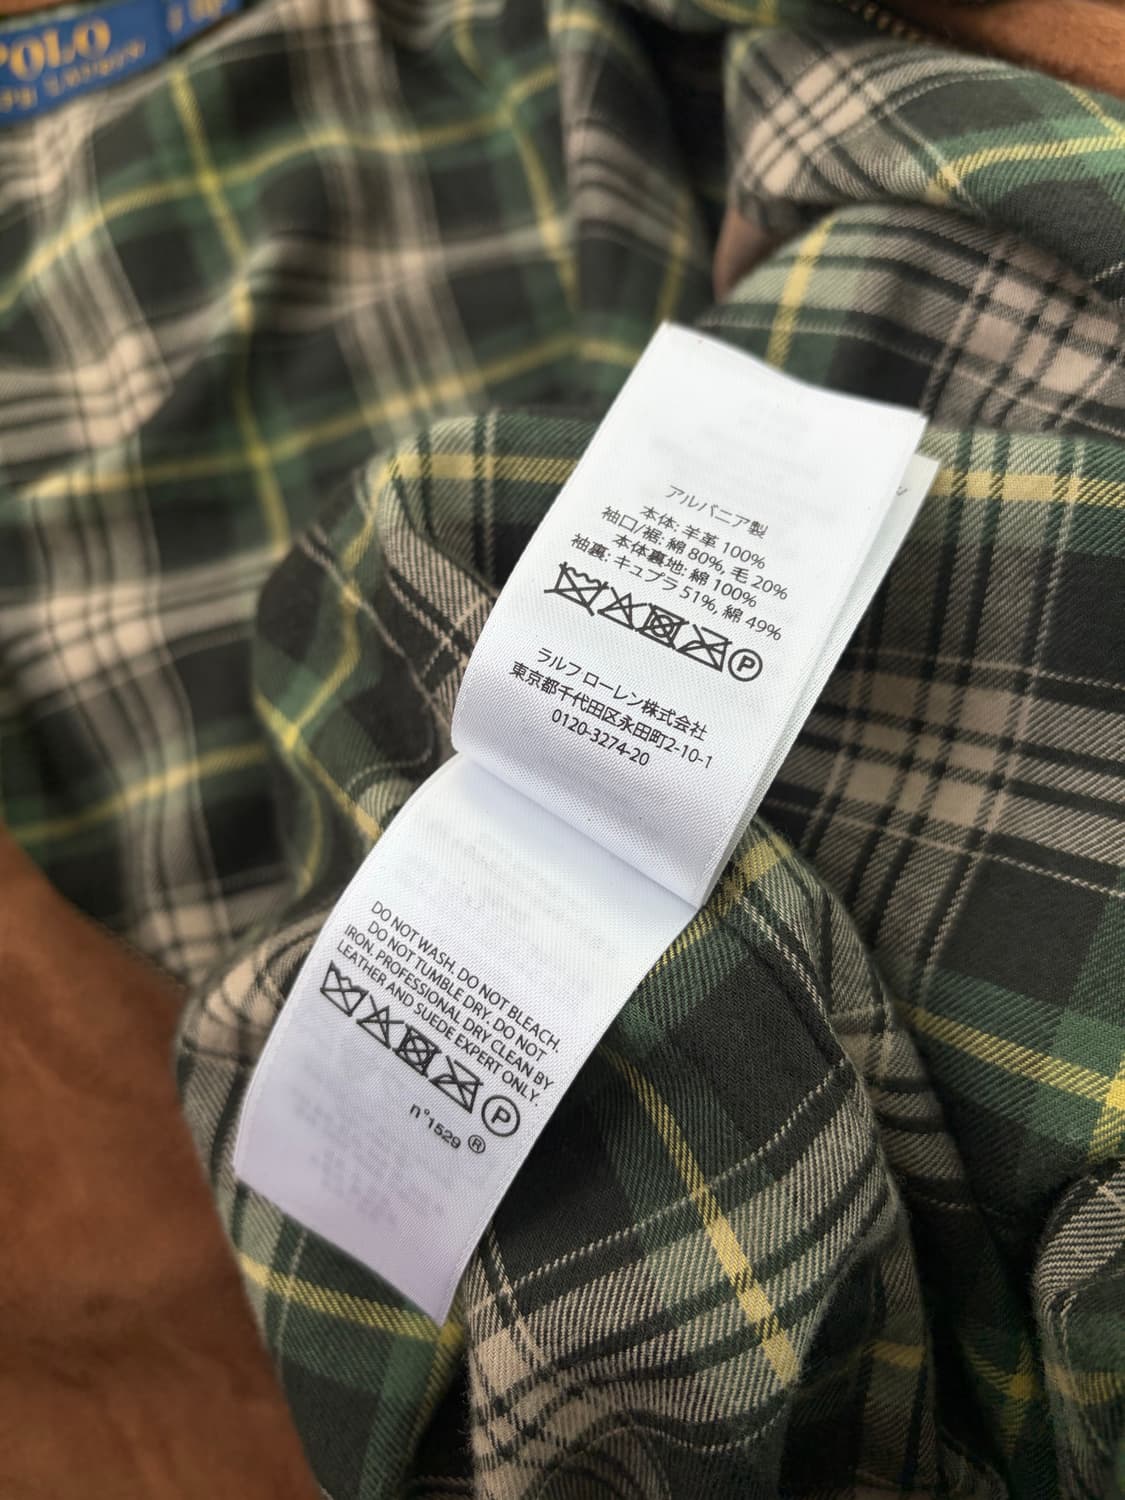 POLO
アルバニア製
本体: 羊革 100%
袖口/裾: 綿 80%, 毛 20%
本体裏地: 綿 100%
袖裏: キュプラ 51%, 綿 49%
P
ラルフ ローレン株式会社
東京都千代田区永田町2-10-1
0120-3274-20
DO NOT WASH. DO NOT BLEACH.
DO NOT TUMBLE DRY. DO NOT
IRON. PROFESSIONAL DRY CLEAN BY
LEATHER AND SUEDE EXPERT ONLY.
P
n°1529 ®